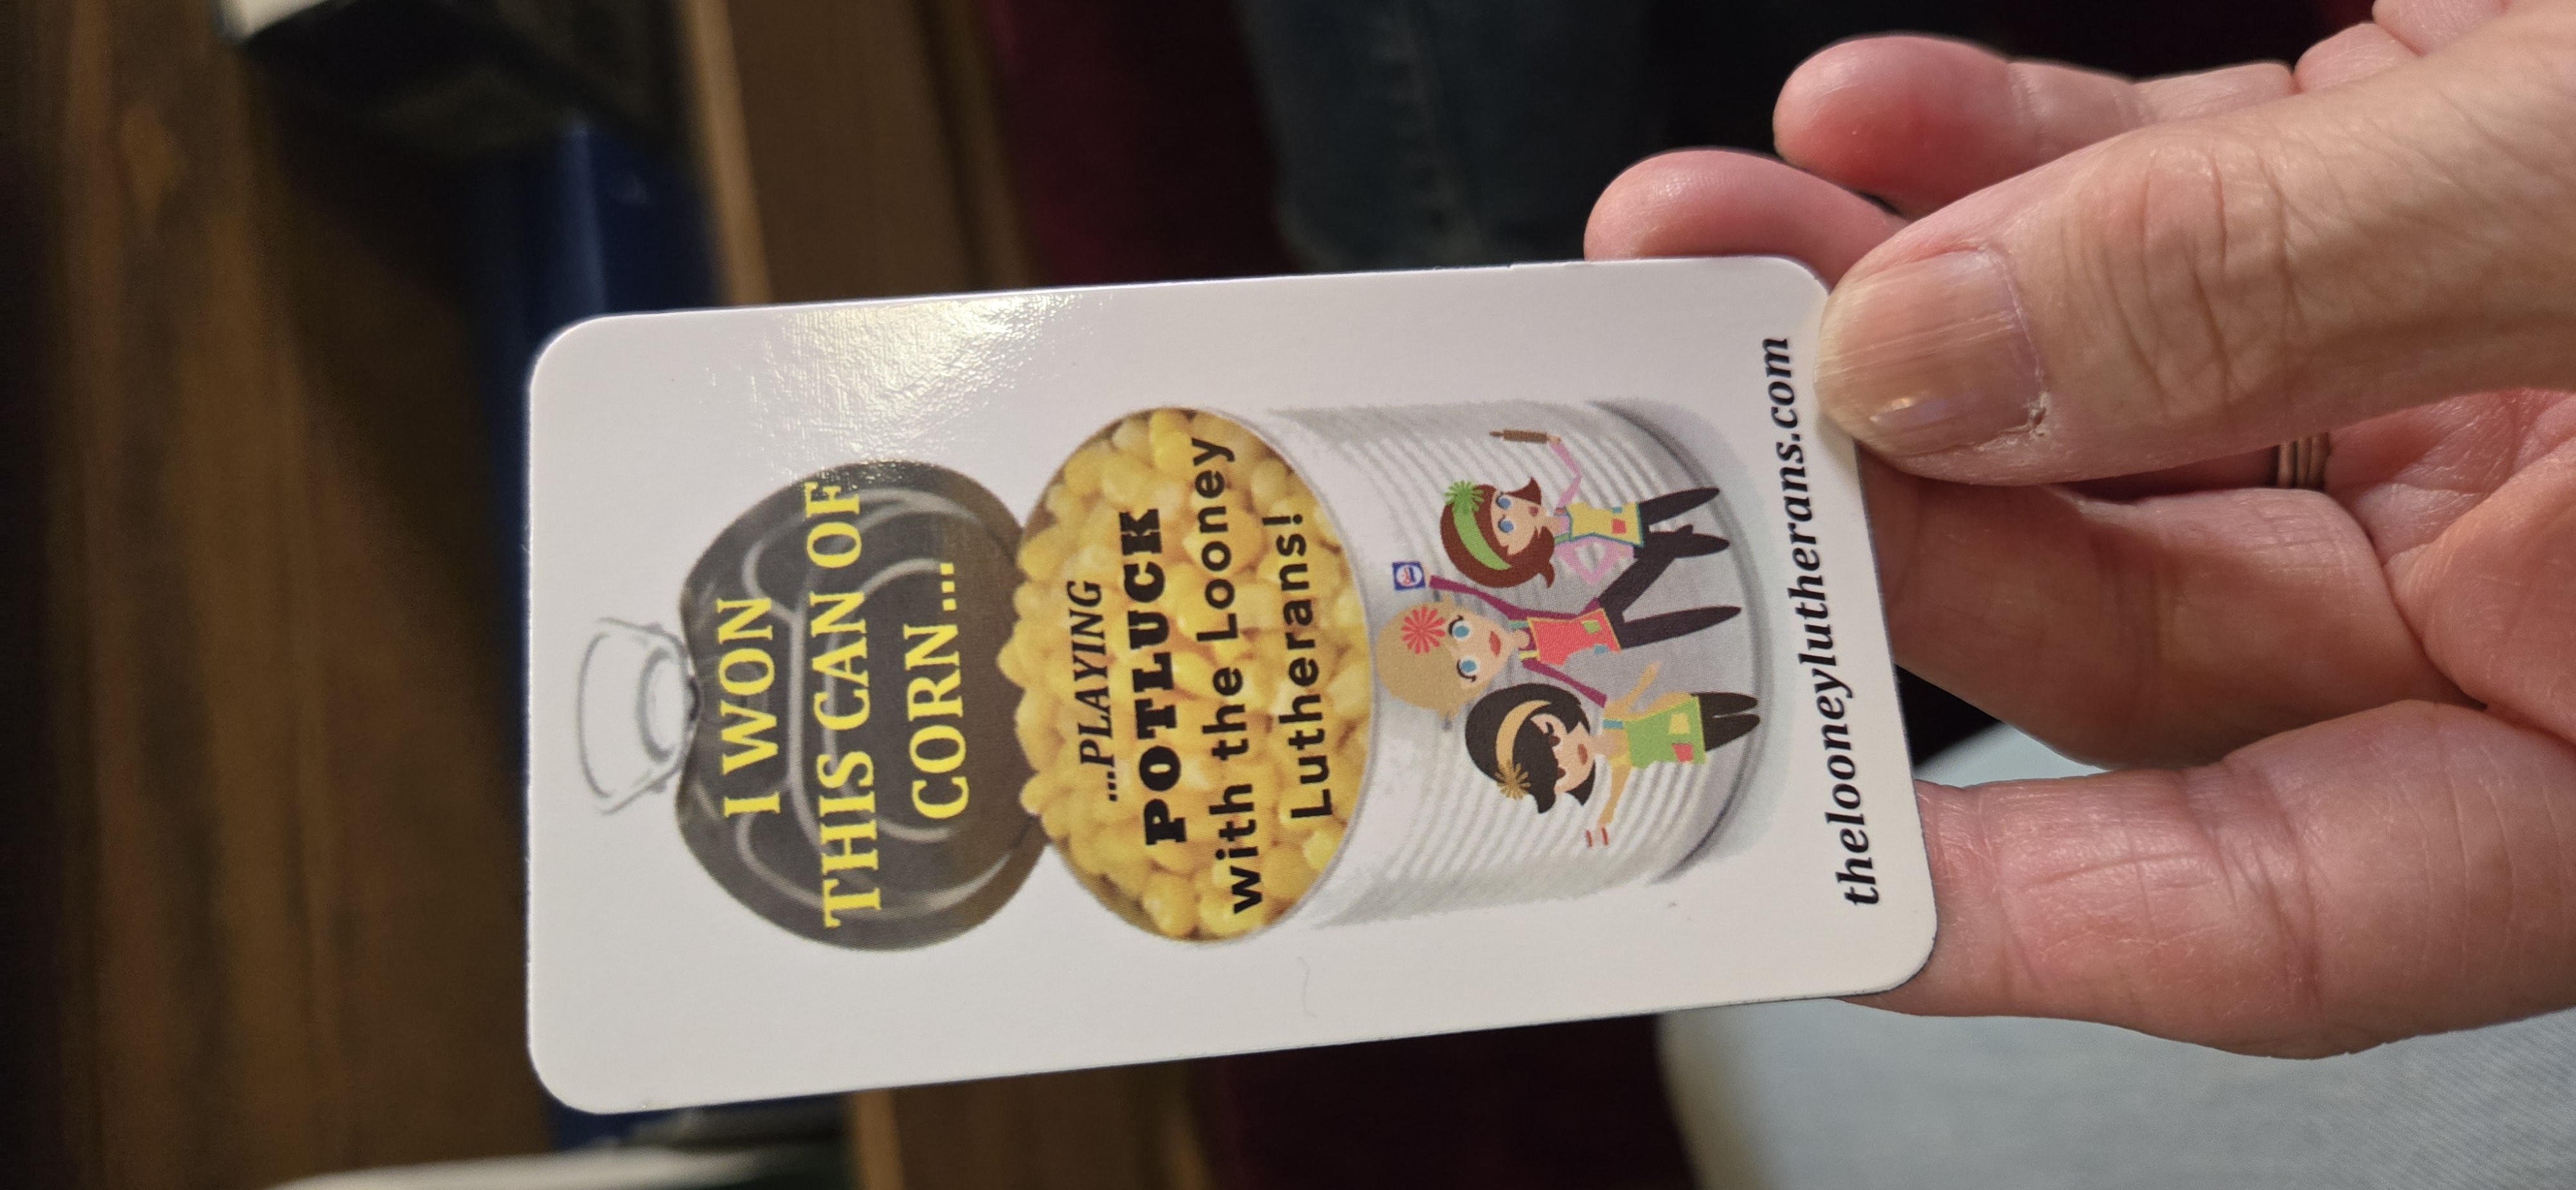 I WON
THIS CAN OF
CORN...
...PLAYING
POTLUCK
with the Looney
Lutherans!
thelooneylutherans.com